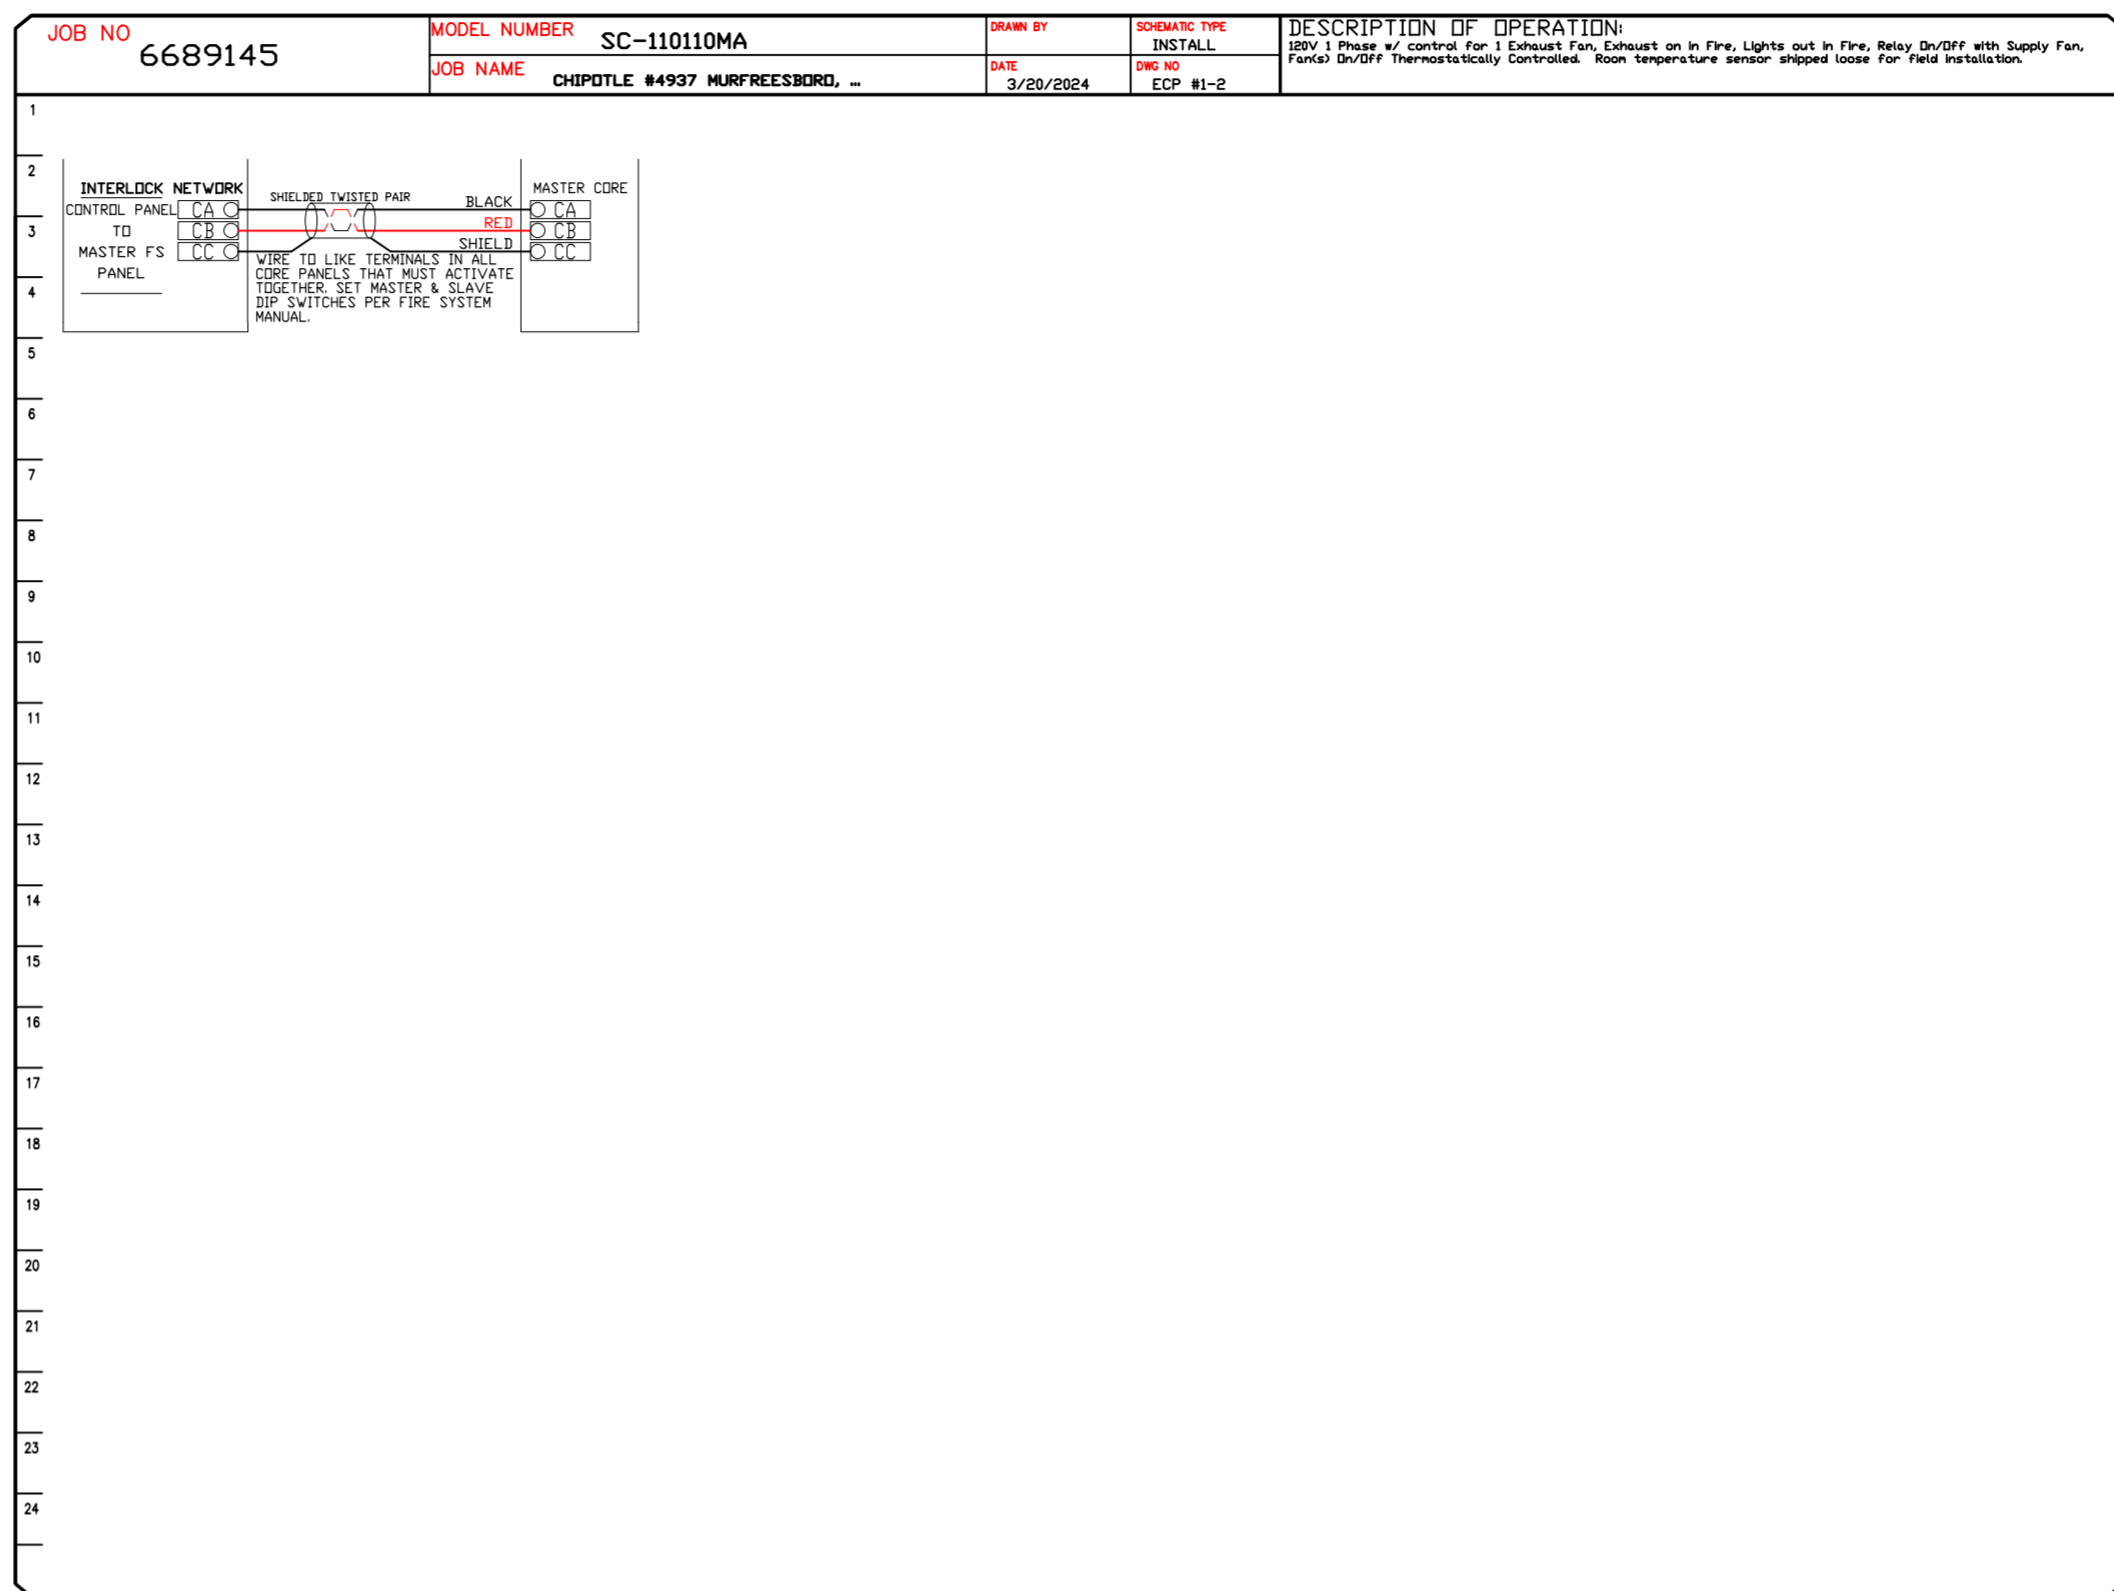 JOB NO
6689145
MODEL NUMBER SC-110110MA
JOB NAME CHIPOTLE #4937 MURFREESBORO, ...
DRAWN BY
DATE
3/20/2024
SCHEMATIC TYPE
INSTALL
DWG NO
ECP #1-2
DESCRIPTION OF OPERATION:
120V 1 Phase w/ control for 1 Exhaust Fan, Exhaust on in Fire, Lights out in Fire, Relay On/Off with Supply Fan,
Fan(s) On/Off Thermostatically Controlled. Room temperature sensor shipped loose for field installation.
1
2
INTERLOCK NETWORK
CONTROL PANEL
TO
MASTER FS
PANEL
CA
CB
CC
SHIELDED TWISTED PAIR
BLACK
RED
SHIELD
WIRE TO LIKE TERMINALS IN ALL
CORE PANELS THAT MUST ACTIVATE
TOGETHER. SET MASTER & SLAVE
DIP SWITCHES PER FIRE SYSTEM
MANUAL.
MASTER CORE
CA
CB
CC
3
4
5
6
7
8
9
10
11
12
13
14
15
16
17
18
19
20
21
22
23
24